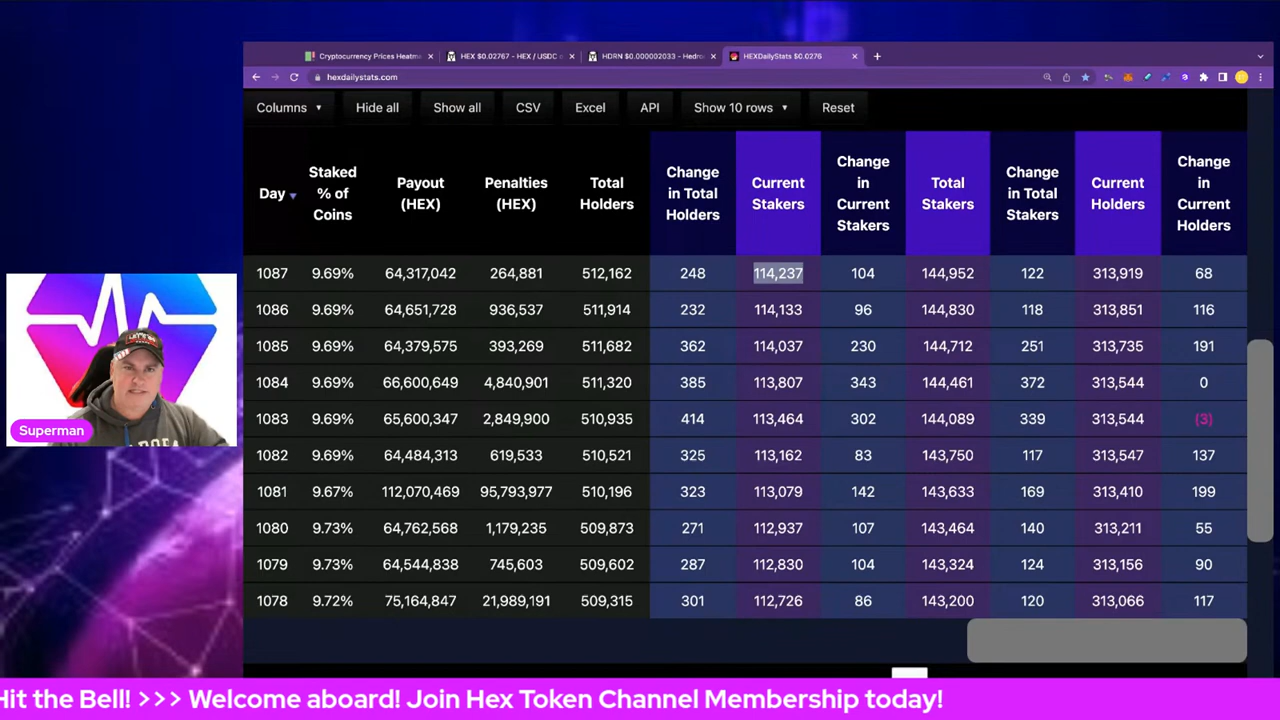 Cryptocurrency Prices Heatm
HEX $0.02767 - HEX / USDC
HDRN $0.000002033 - Hedro
HEXDailyStats $0.0276
hexdailystats.com
Columns Hide all Show all CSV Excel API Show 10 rows Reset
Day Staked % of Coins Payout (HEX) Penalties (HEX) Total Holders Change in Total Holders Current Stakers Change in Current Stakers Total Stakers Change in Total Stakers Current Holders Change in Current Holders
1087 9.69% 64,317,042 264,881 512,162 248 114,237 104 144,952 122 313,919 68
1086 9.69% 64,651,728 936,537 511,914 232 114,133 96 144,830 118 313,851 116
1085 9.69% 64,379,575 393,269 511,682 362 114,037 230 144,712 251 313,735 191
1084 9.69% 66,600,649 4,840,901 511,320 385 113,807 343 144,461 372 313,544 0
1083 9.69% 65,600,347 2,849,900 510,935 414 113,464 302 144,089 339 313,544 (3)
1082 9.69% 64,484,313 619,533 510,521 325 113,162 83 143,750 117 313,547 137
1081 9.67% 112,070,469 95,793,977 510,196 323 113,079 142 143,633 169 313,410 199
1080 9.73% 64,762,568 1,179,235 509,873 271 112,937 107 143,464 140 313,211 55
1079 9.73% 64,544,838 745,603 509,602 287 112,830 104 143,324 124 313,156 90
1078 9.72% 75,164,847 21,989,191 509,315 301 112,726 86 143,200 120 313,066 117
Superman
Hit the Bell! >>> Welcome aboard! Join Hex Token Channel Membership today!